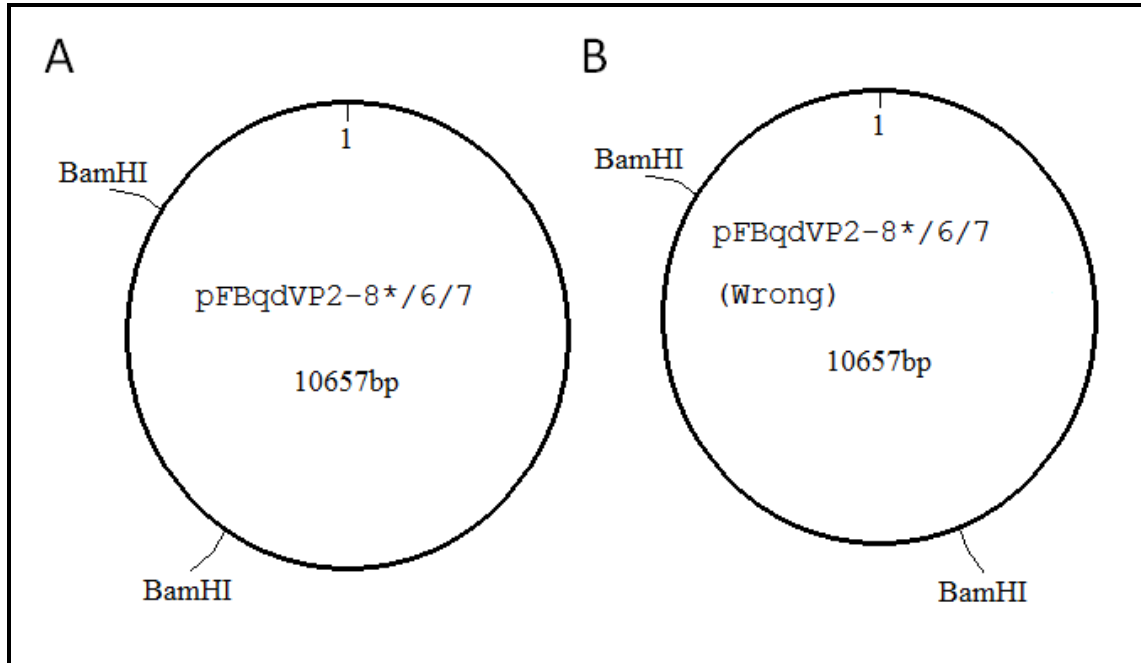 A
1
BamHI
pFBqdVP2-8*/6/7
10657bp
BamHI
B
1
BamHI
pFBqdVP2-8*/6/7
(Wrong)
10657bp
BamHI